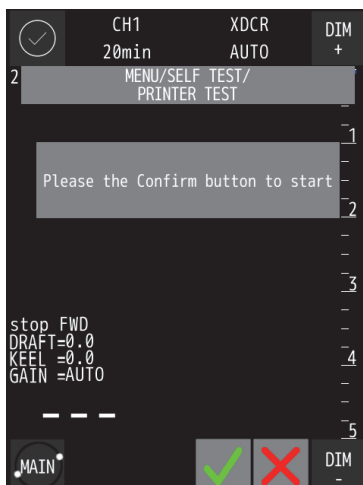 CH1 XDCR DIM
20min AUTO +
2 MENU/SELF TEST/
PRINTER TEST
1
Please the Confirm button to start
2
3
stop FWD
DRAFT=0.0
KEEL =0.0
4
GAIN =AUTO
– – –
5
MAIN DIM
-